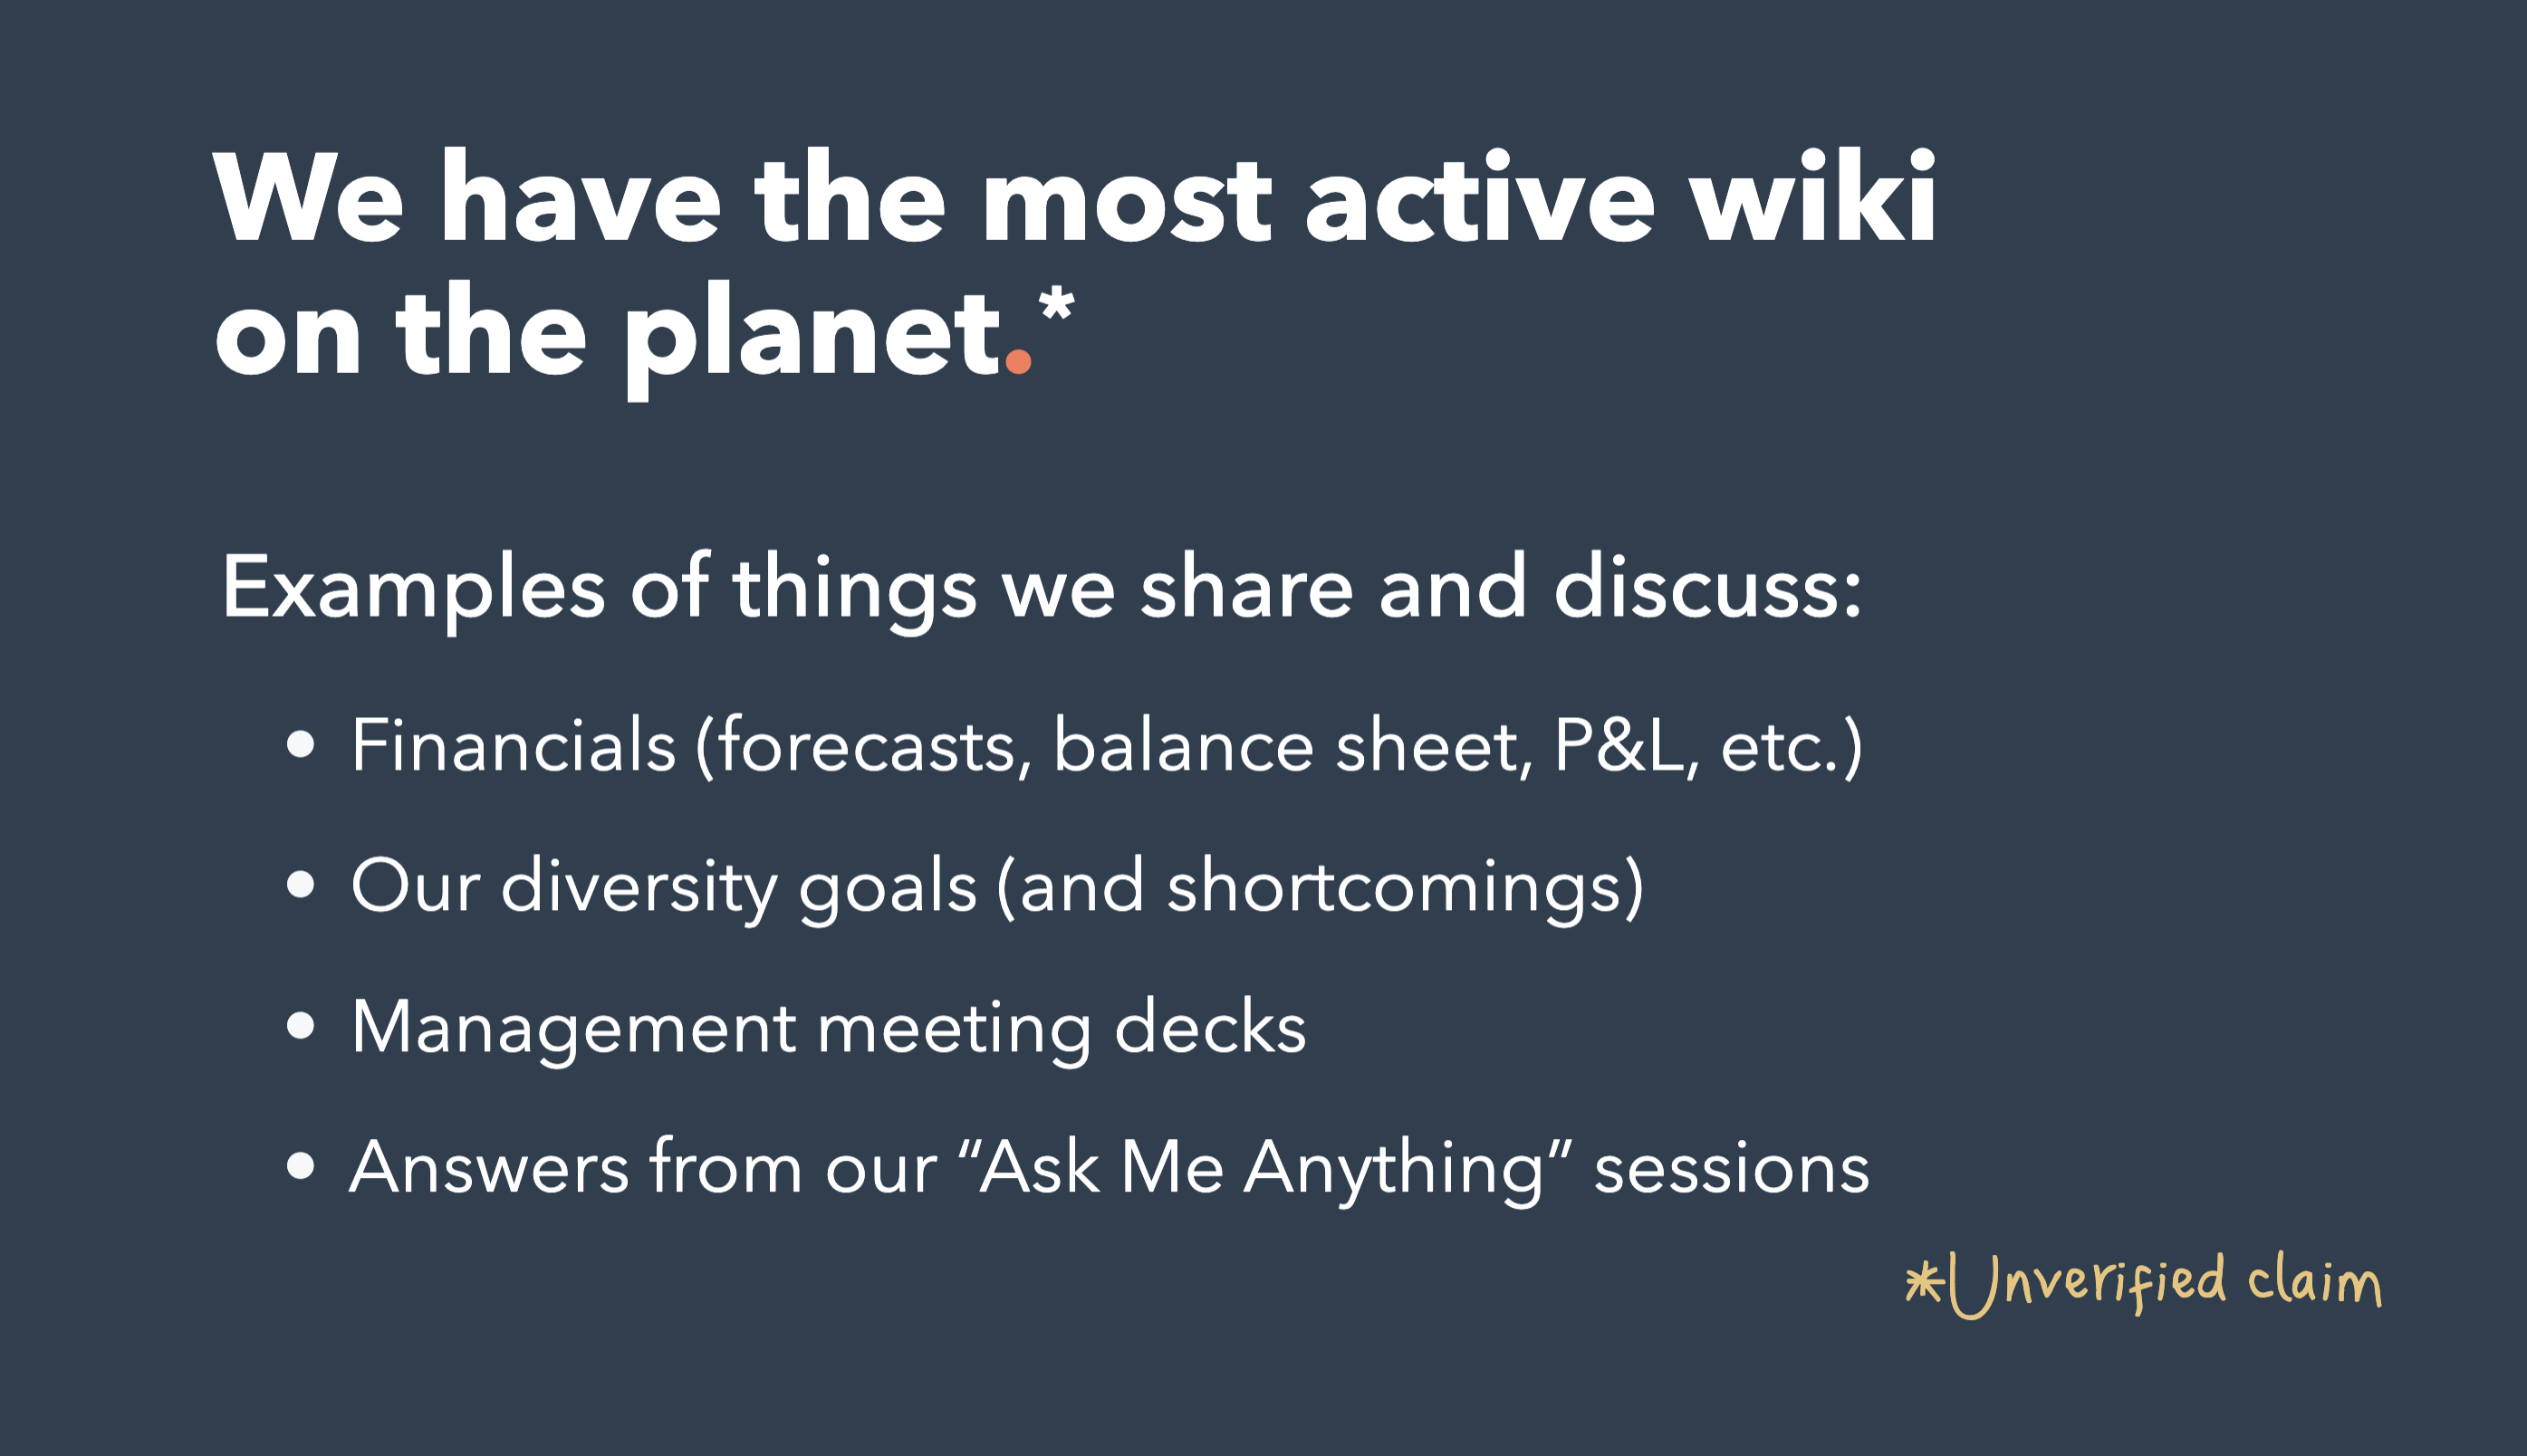 We have the most active wiki
on the planet.*
Examples of things we share and discuss:
• Financials (forecasts, balance sheet, P&L, etc.)
• Our diversity goals (and shortcomings)
• Management meeting decks
• Answers from our “Ask Me Anything” sessions
*Unverified claim